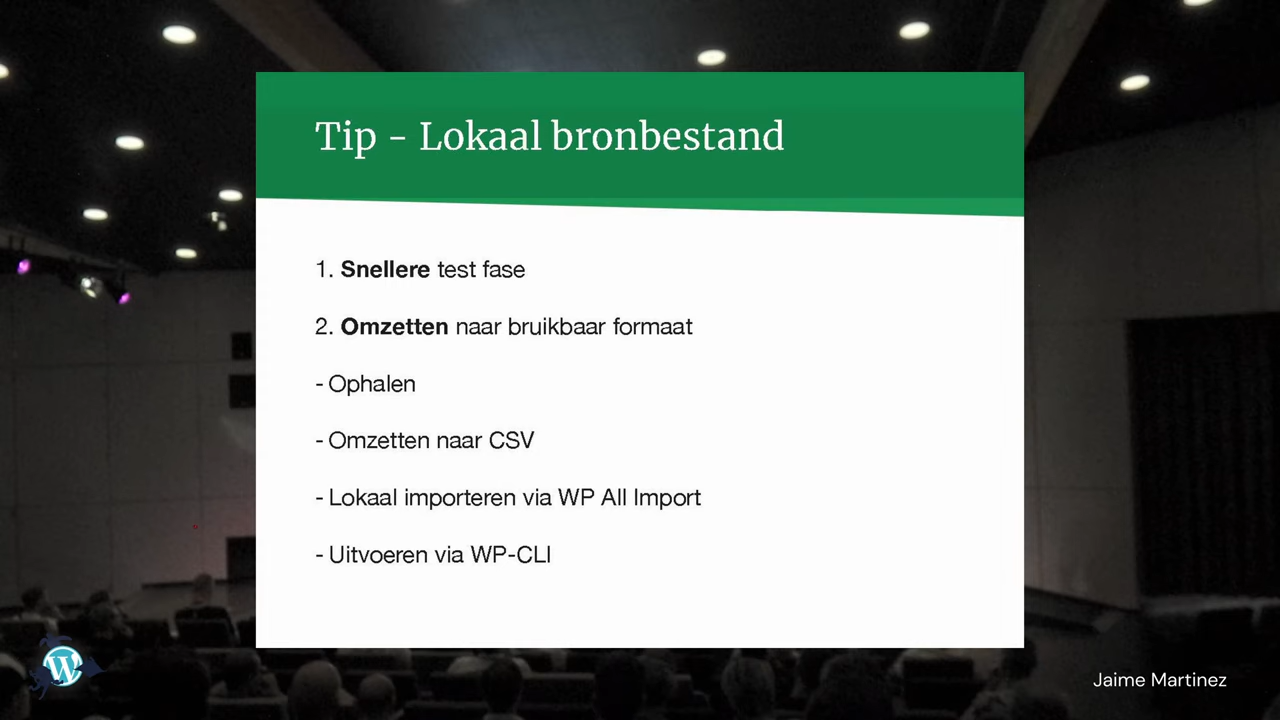 Tip - Lokaal bronbestand
1. Snellere test fase
2. Omzetten naar bruikbaar formaat
- Ophalen
- Omzetten naar CSV
- Lokaal importeren via WP All Import
- Uitvoeren via WP-CLI
Jaime Martinez